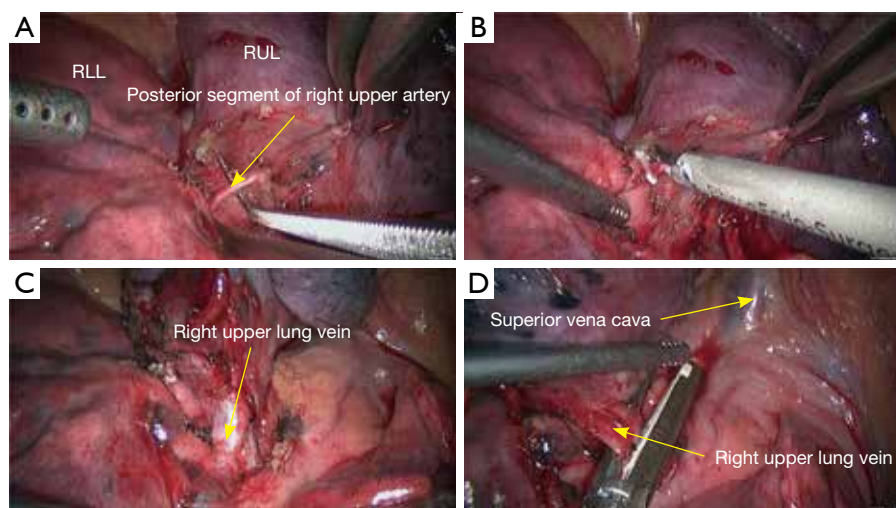 A
RUL
RLL
Posterior segment of right upper artery
B
C
Right upper lung vein
D
Superior vena cava
Right upper lung vein